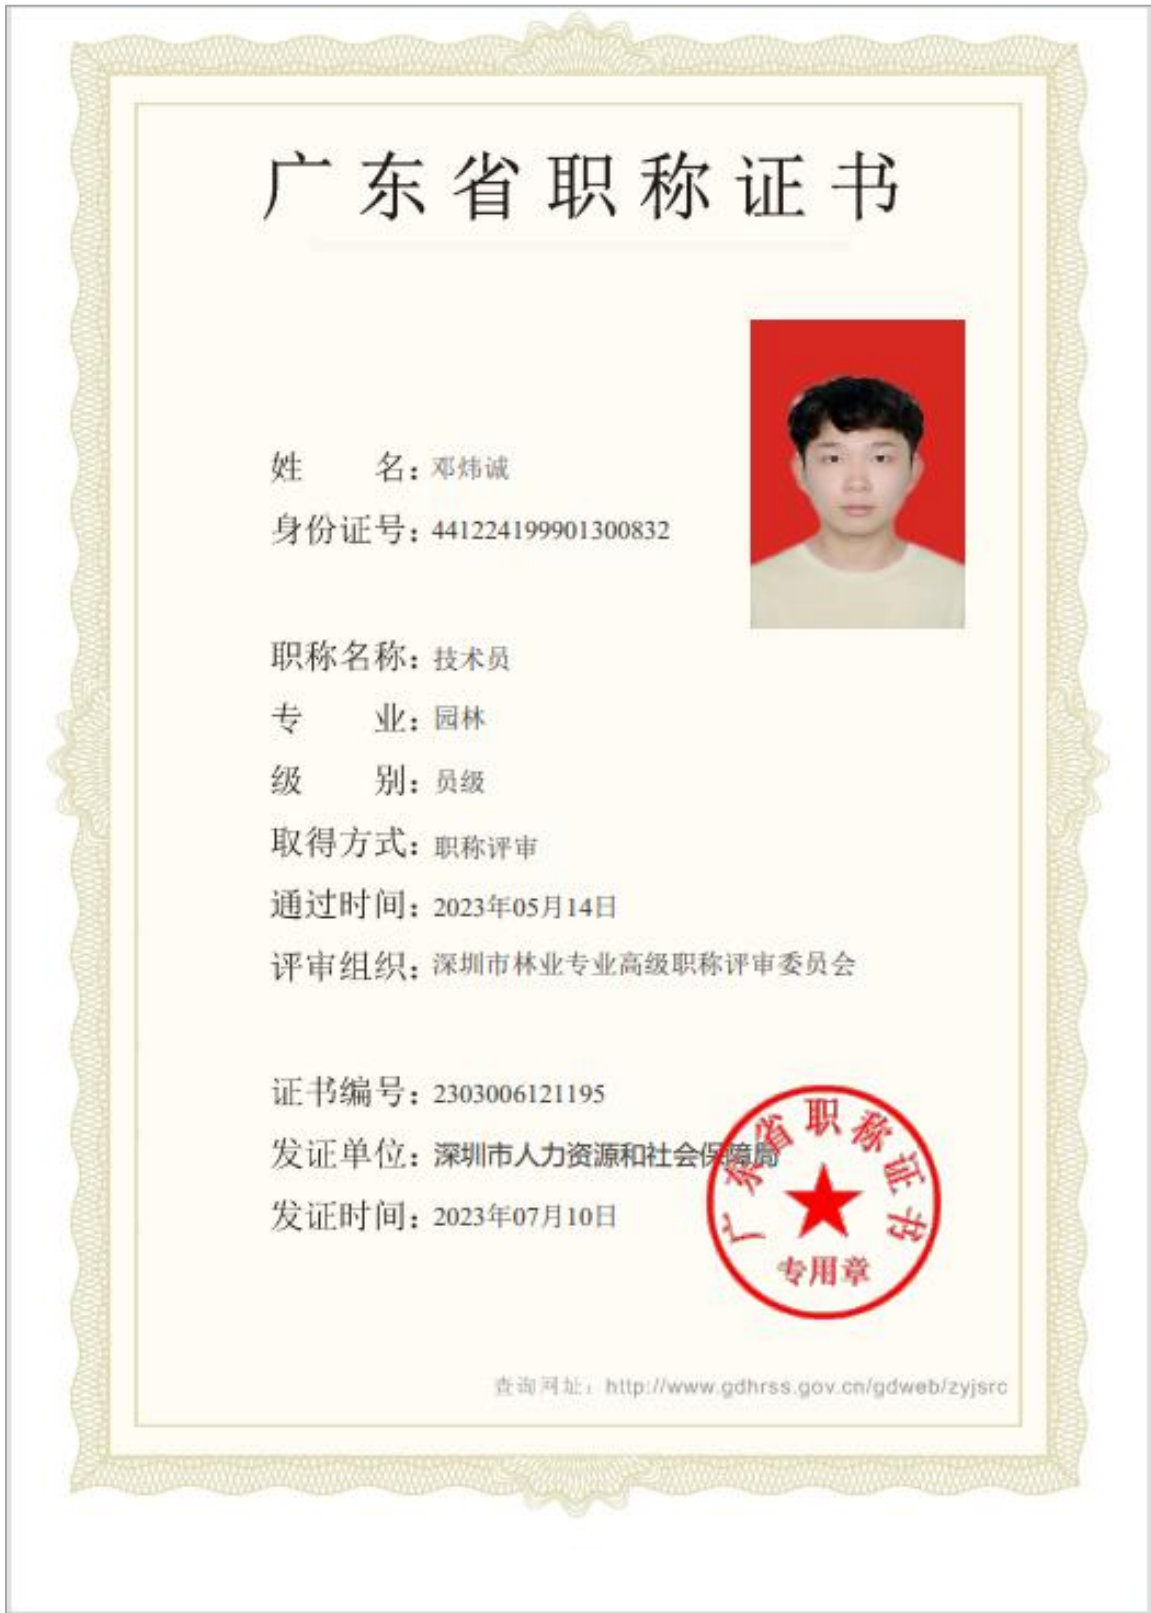 广东省职称证书
姓 名：邓炜诚
身份证号：441224199901300832
职称名称：技术员
专 业：园林
级 别：员级
取得方式：职称评审
通过时间：2023年05月14日
评审组织：深圳市林业专业高级职称评审委员会
证书编号：2303006121195
发证单位：深圳市人力资源和社会保障局
发证时间：2023年07月10日
广东省职称证书
专用章
查询网址：http://www.gdhrss.gov.cn/gdweb/zyjsrc